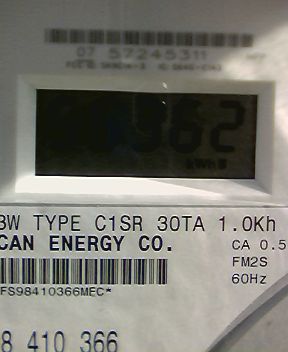 07 57245311
362
kWh
3W TYPE C1SR 30TA 1.0Kh
CAN ENERGY CO.
CA 0.5
FM2S
60Hz
FS98410366MEC*
8 410 366